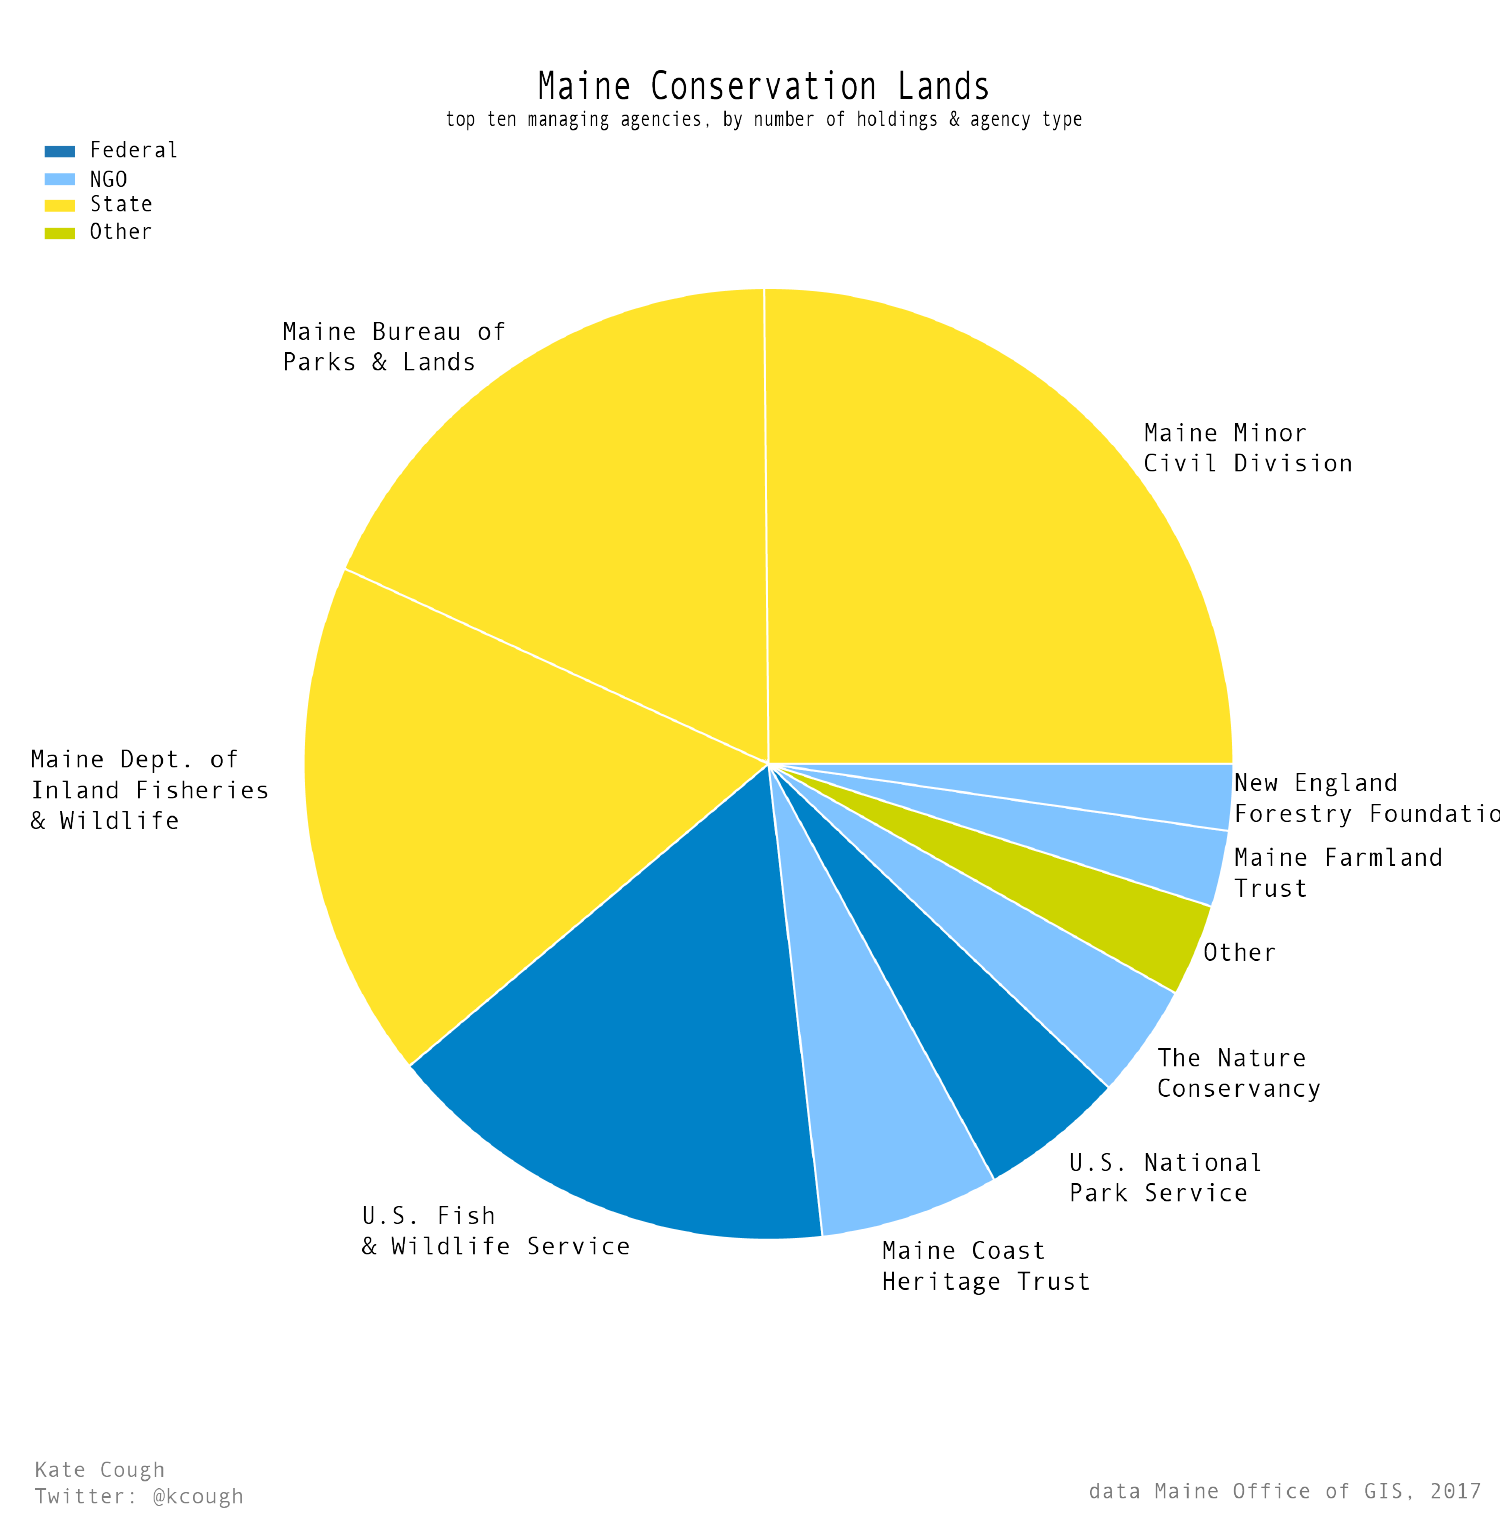 Maine Conservation Lands
top ten managing agencies, by number of holdings & agency type
Federal
NGO
State
Other
Maine Bureau of
Parks & Lands
Maine Minor
Civil Division
Maine Dept. of
Inland Fisheries
& Wildlife
New England
Forestry Foundatio
Maine Farmland
Trust
Other
The Nature
Conservancy
U.S. National
Park Service
U.S. Fish
& Wildlife Service
Maine Coast
Heritage Trust
Kate Cough
Twitter: @kcough
data Maine Office of GIS, 2017